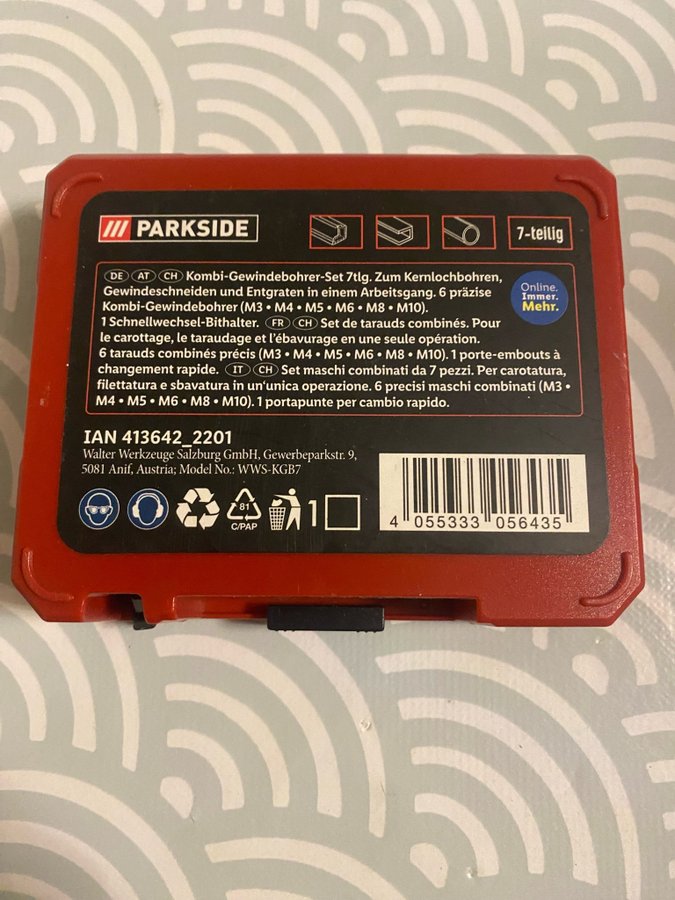 PARKSIDE
7-teilig
DE AT CH Kombi-Gewindebohrer-Set 7tlg. Zum Kernlochbohren,
Gewindeschneiden und Entgraten in einem Arbeitsgang. 6 präzise
Kombi-Gewindebohrer (M3 • M4 • M5 • M6 • M8 • M10).
1 Schnellwechsel-Bithalter. FR CH Set de tarauds combinés. Pour
le carottage, le taraudage et l'ébavurage en une seule opération.
6 tarauds combinés précis (M3 • M4 • M5 • M6 • M8 • M10). 1 porte-embouts à
changement rapide. IT CH Set maschi combinati da 7 pezzi. Per carotatura,
filettatura e sbavatura in un'unica operazione. 6 precisi maschi combinati (M3 •
M4 • M5 • M6 • M8 • M10). 1 portapunte per cambio rapido.
Online.
Immer.
Mehr.
IAN 413642_2201
Walter Werkzeuge Salzburg GmbH, Gewerbeparkstr. 9,
5081 Anif, Austria; Model No.: WWS-KGB7
81
C/PAP
1
4 055333 056435